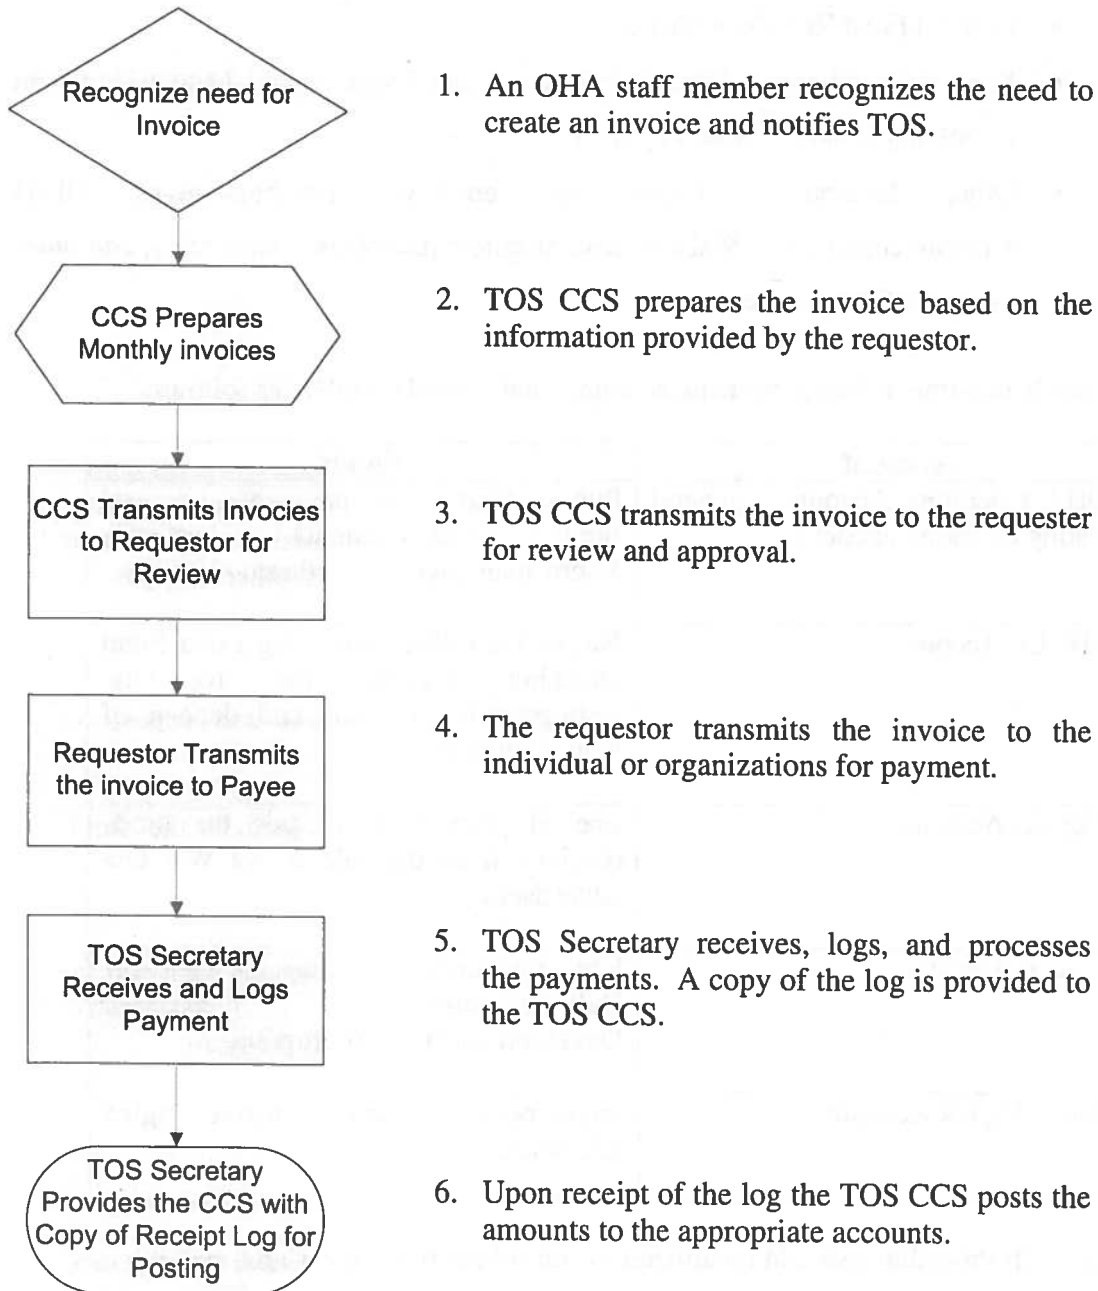 Recognize need for
Invoice
1. An OHA staff member recognizes the need to
create an invoice and notifies TOS.
CCS Prepares
Monthly invoices
2. TOS CCS prepares the invoice based on the
information provided by the requestor.
CCS Transmits Invocies
to Requestor for
Review
3. TOS CCS transmits the invoice to the requester
for review and approval.
Requestor Transmits
the invoice to Payee
4. The requestor transmits the invoice to the
individual or organizations for payment.
TOS Secretary
Receives and Logs
Payment
5. TOS Secretary receives, logs, and processes
the payments. A copy of the log is provided to
the TOS CCS.
TOS Secretary
Provides the CCS with
Copy of Receipt Log for
Posting
6. Upon receipt of the log the TOS CCS posts the
amounts to the appropriate accounts.